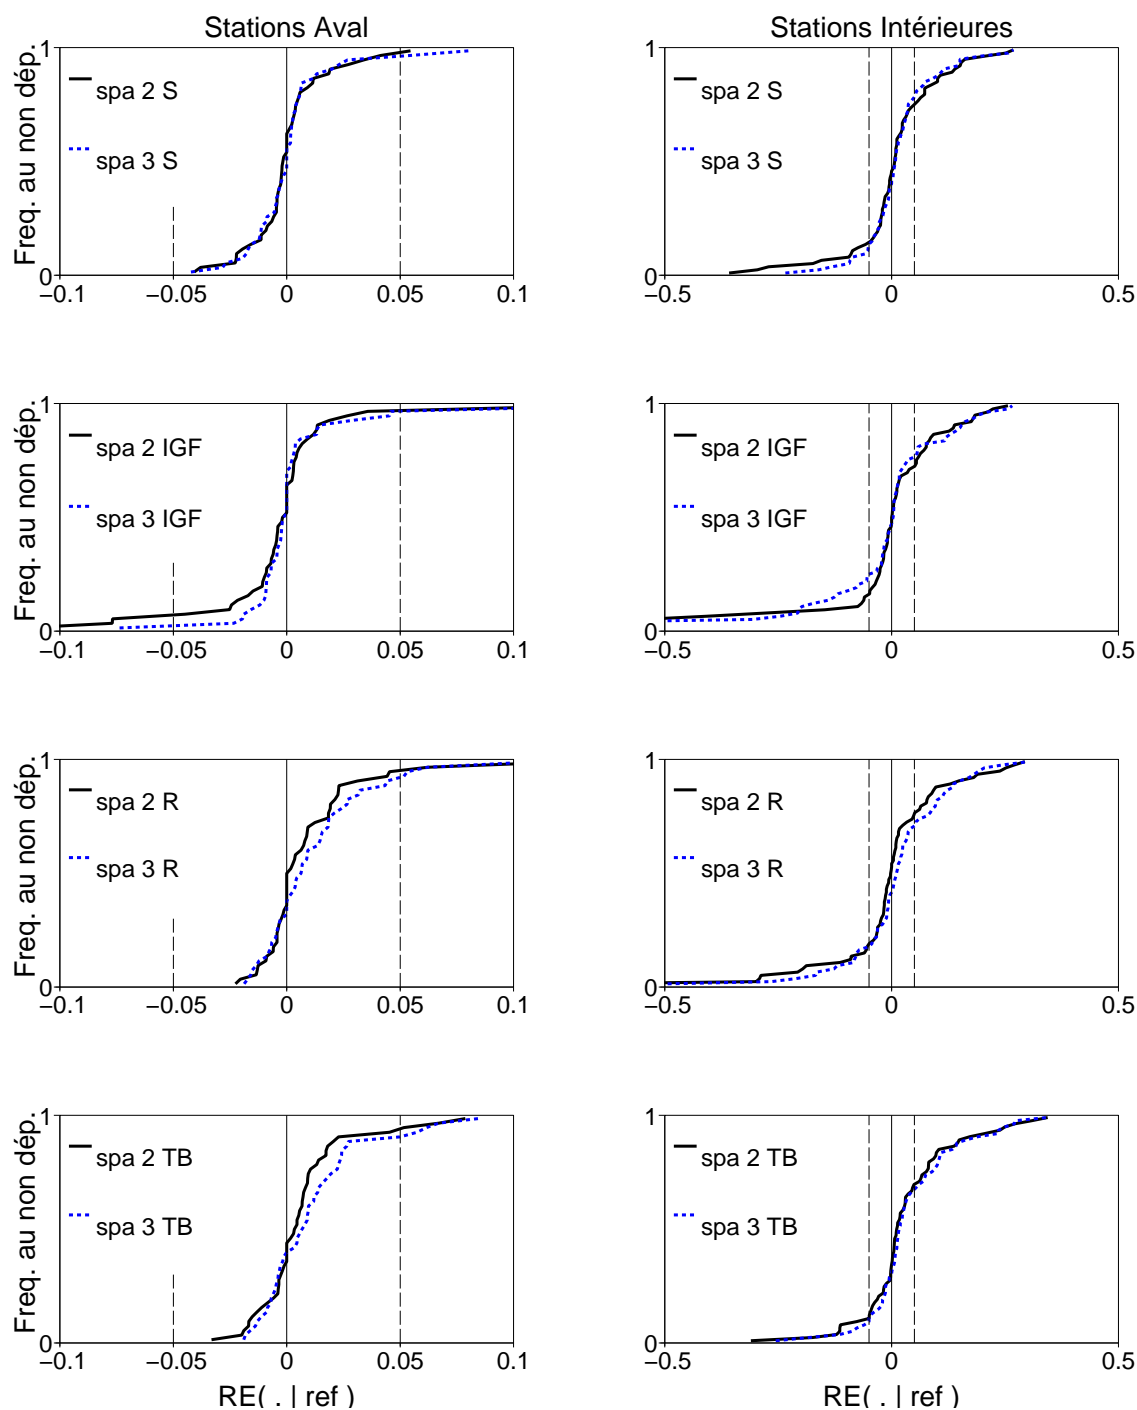 Stations Aval
Stations Intérieures
Freq. au non dép.
1
0
spa 2 S
spa 3 S
−0.1
−0.05
0
0.05
0.1
1
0
spa 2 S
spa 3 S
−0.5
0
0.5
Freq. au non dép.
1
0
spa 2 IGF
spa 3 IGF
−0.1
−0.05
0
0.05
0.1
1
0
spa 2 IGF
spa 3 IGF
−0.5
0
0.5
Freq. au non dép.
1
0
spa 2 R
spa 3 R
−0.1
−0.05
0
0.05
0.1
1
0
spa 2 R
spa 3 R
−0.5
0
0.5
Freq. au non dép.
1
0
spa 2 TB
spa 3 TB
−0.1
−0.05
0
0.05
0.1
RE( . | ref )
1
0
spa 2 TB
spa 3 TB
−0.5
0
0.5
RE( . | ref )